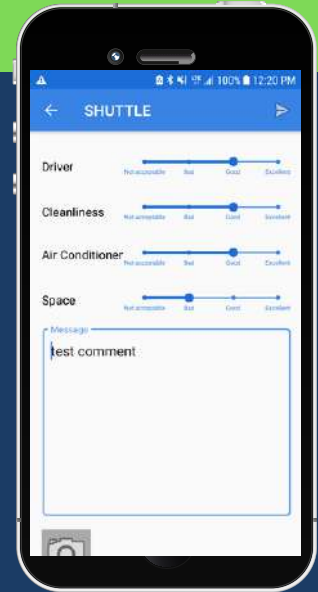 100% 12:20 PM
SHUTTLE
Driver
Not acceptable Bad Good Excellent
Cleanliness
Not acceptable Bad Good Excellent
Air Conditioner
Not acceptable Bad Good Excellent
Space
Not acceptable Bad Good Excellent
Message
test comment